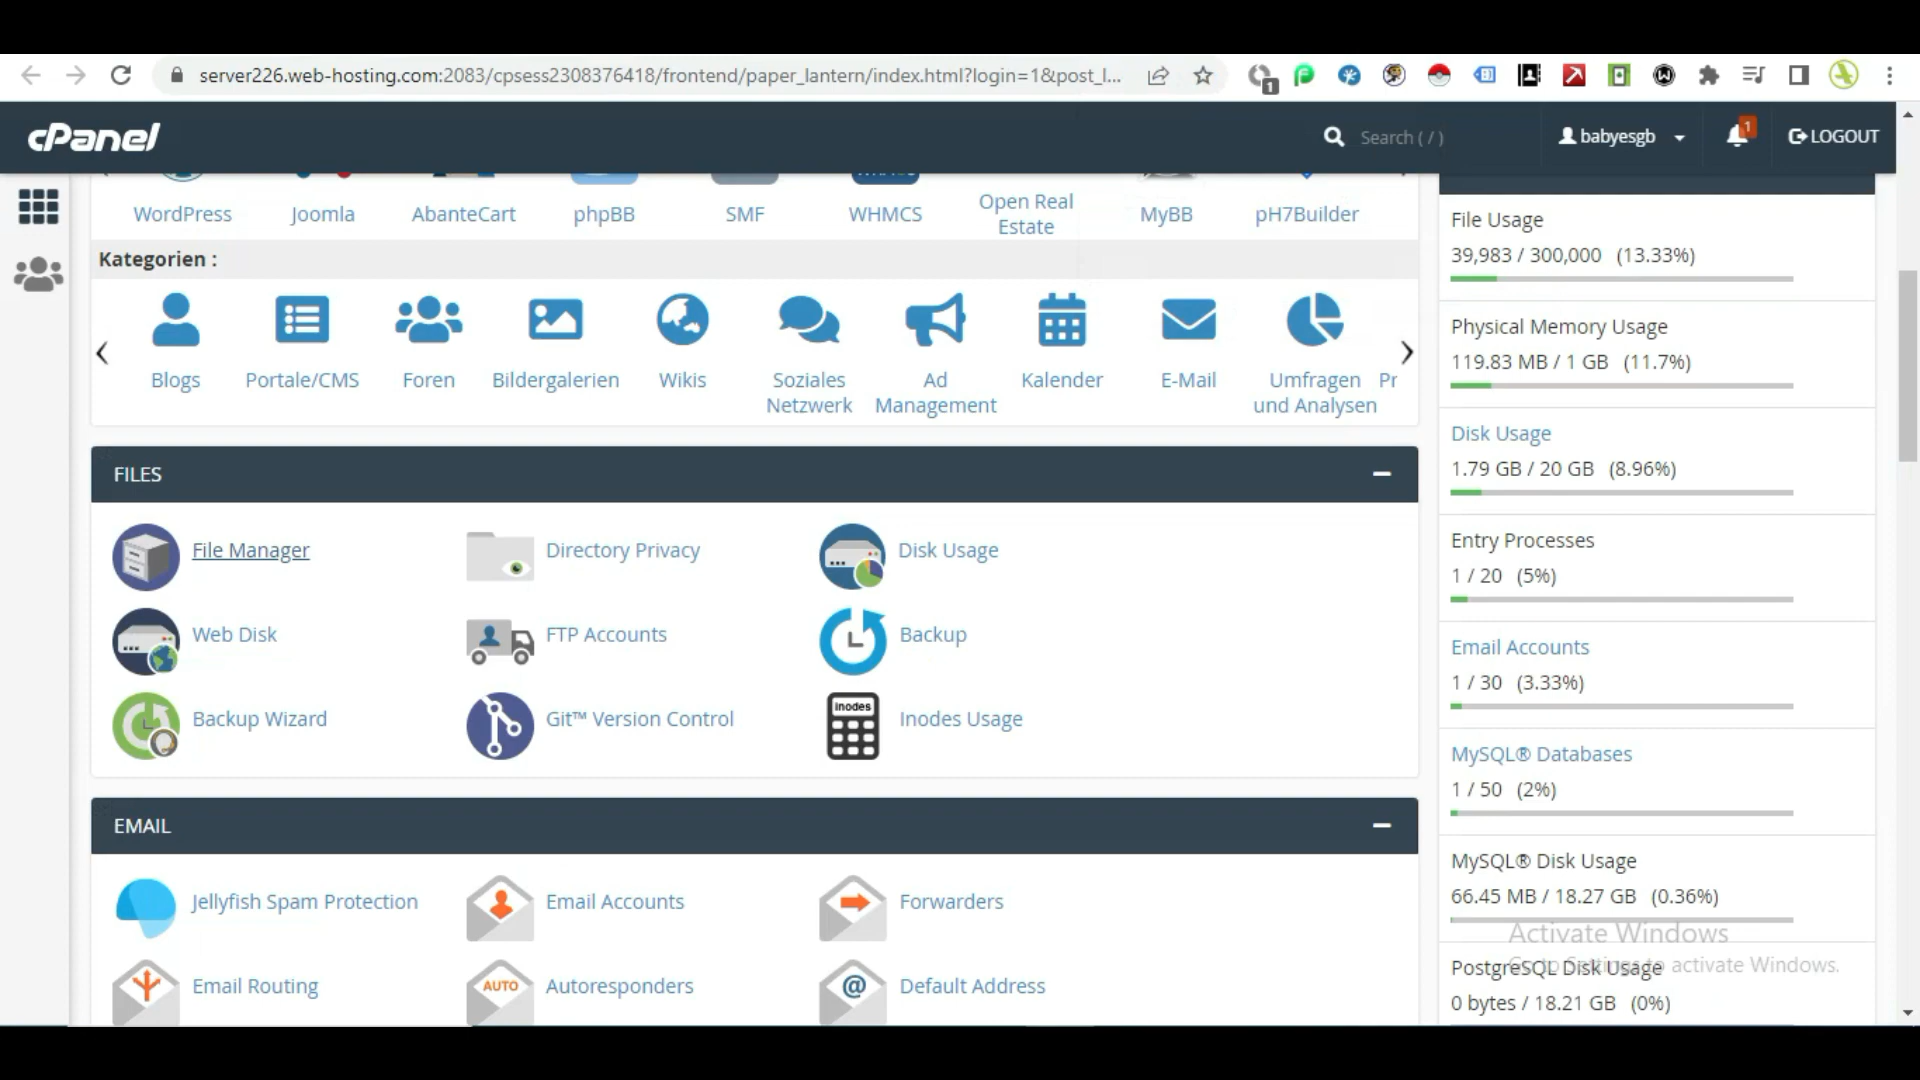 server226.web-hosting.com:2083/cpsess2308376418/frontend/paper_lantern/index.html?login=1&post_l...
1
cPanel
Search ( / )
babyesgb
1
LOGOUT
WordPress
Joomla
AbanteCart
phpBB
SMF
WHMCS
Open Real
Estate
MyBB
pH7Builder
Kategorien :
Blogs
Portale/CMS
Foren
Bildergalerien
Wikis
Soziales
Netzwerk
Ad
Management
Kalender
E-Mail
Umfragen
und Analysen
Pr
FILES
File Manager
Directory Privacy
Disk Usage
Web Disk
FTP Accounts
Backup
Backup Wizard
Git™ Version Control
inodes
Inodes Usage
EMAIL
Jellyfish Spam Protection
Email Accounts
Forwarders
Email Routing
AUTO
Autoresponders
@
Default Address
File Usage
39,983 / 300,000 (13.33%)
Physical Memory Usage
119.83 MB / 1 GB (11.7%)
Disk Usage
1.79 GB / 20 GB (8.96%)
Entry Processes
1 / 20 (5%)
Email Accounts
1 / 30 (3.33%)
MySQL® Databases
1 / 50 (2%)
MySQL® Disk Usage
66.45 MB / 18.27 GB (0.36%)
Activate Windows
Go to Settings to activate Windows.
PostgreSQL Disk Usage
0 bytes / 18.21 GB (0%)